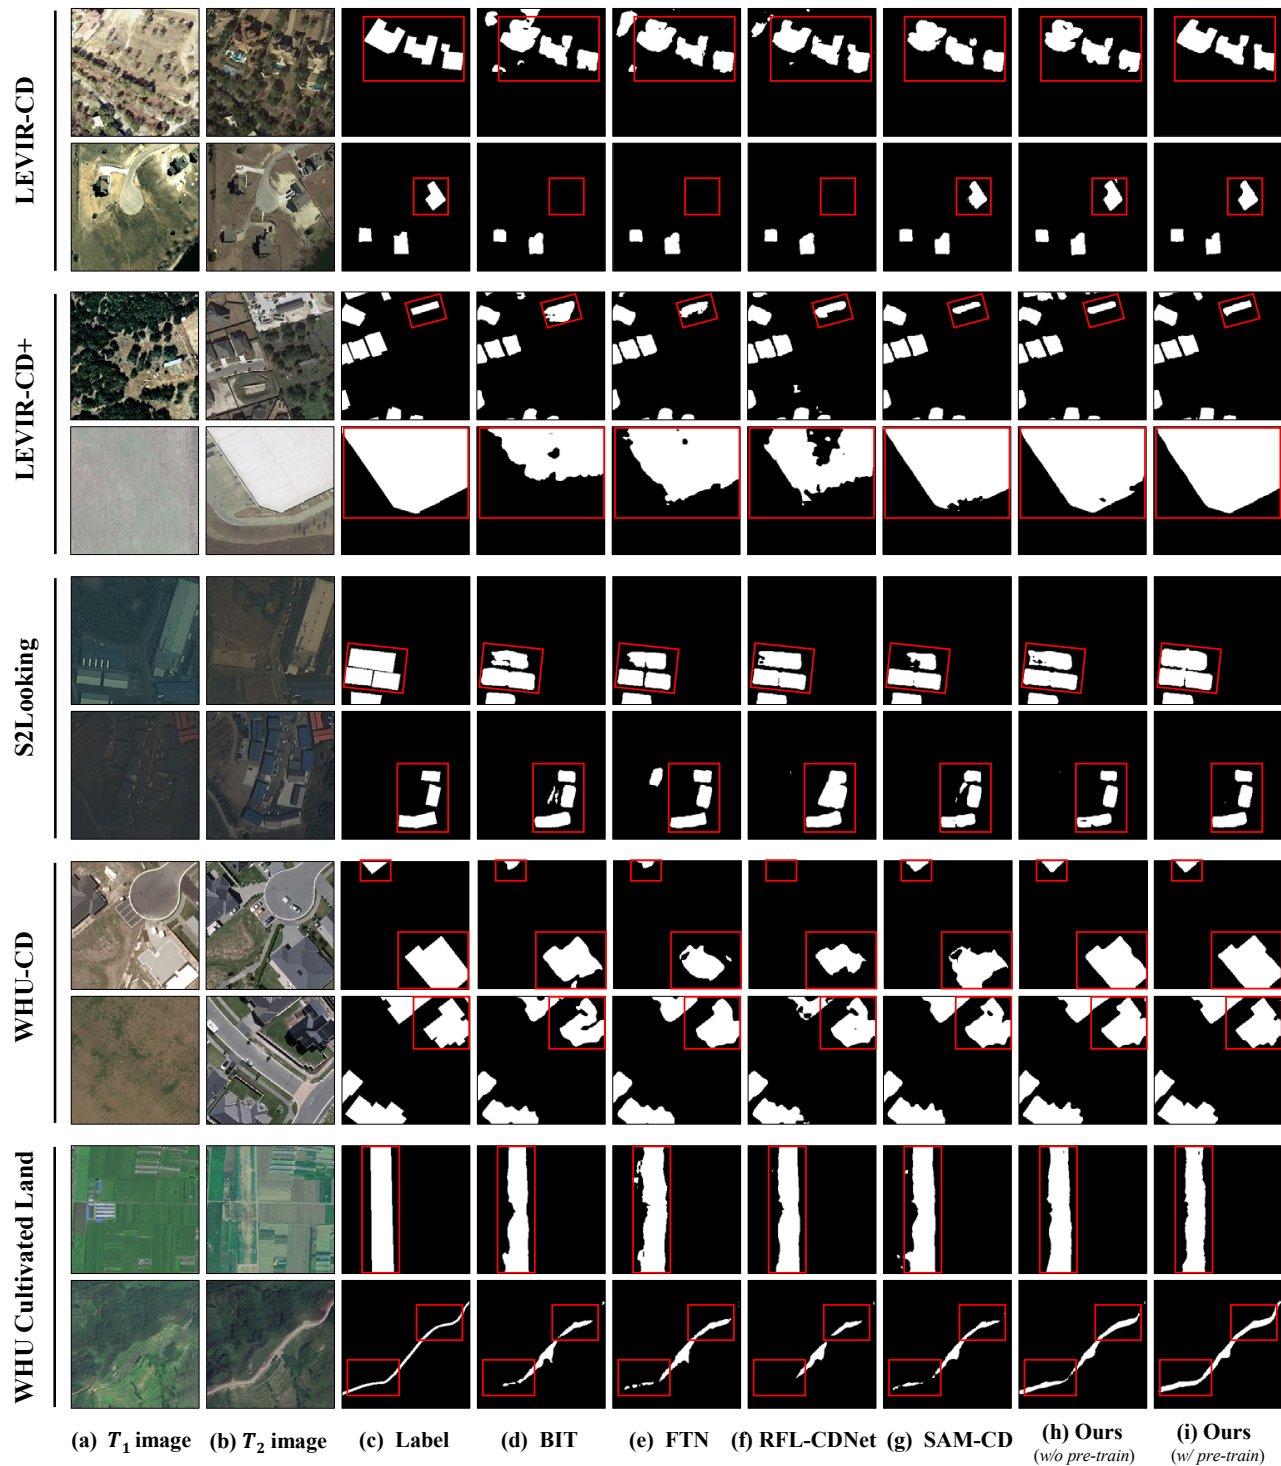 LEVIR-CD
LEVIR-CD+
S2Looking
WHU-CD
WHU Cultivated Land
(a) T₁ image (b) T₂ image (c) Label (d) BIT (e) FTN (f) RFL-CDNet (g) SAM-CD (h) Ours (i) Ours
(w/o pre-train) (w/ pre-train)